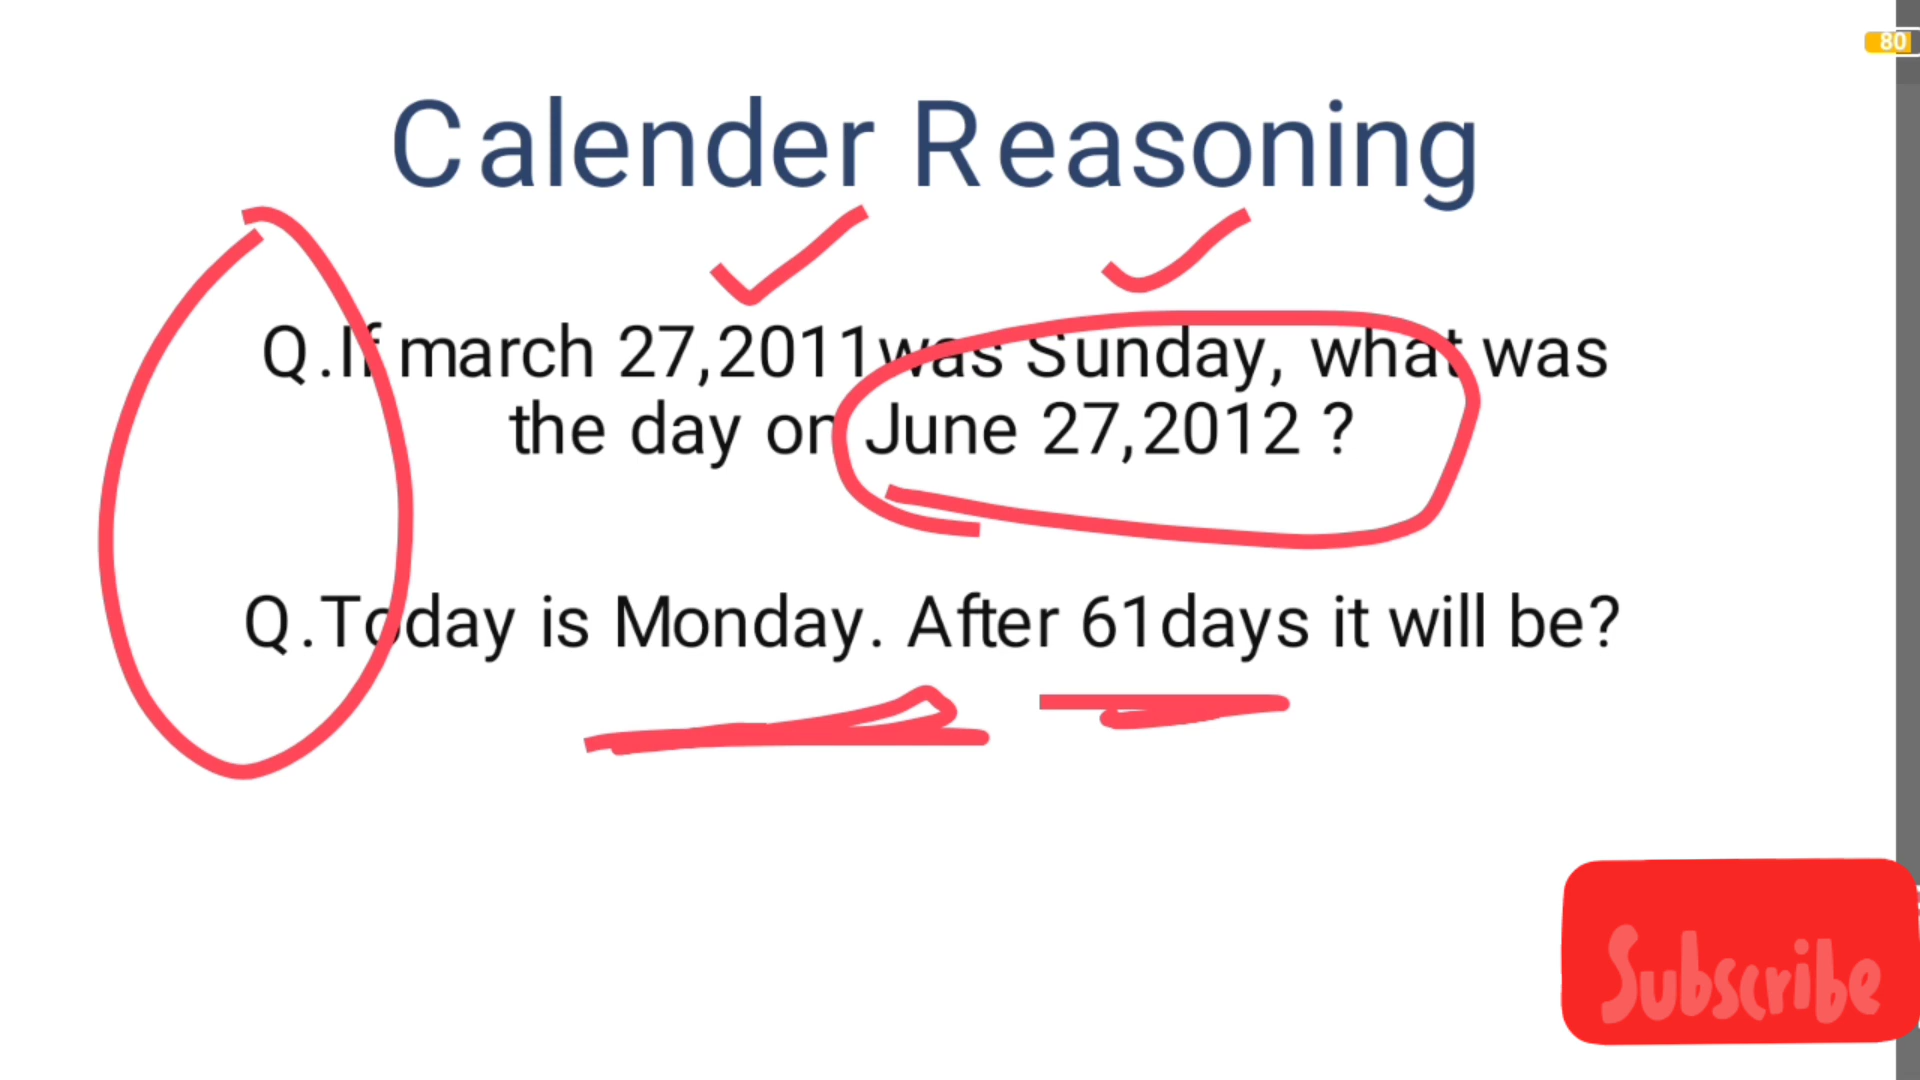 80
Calender Reasoning
Q.If march 27,2011was Sunday, what was
the day on June 27,2012 ?
Q.Today is Monday. After 61days it will be?
Subscribe